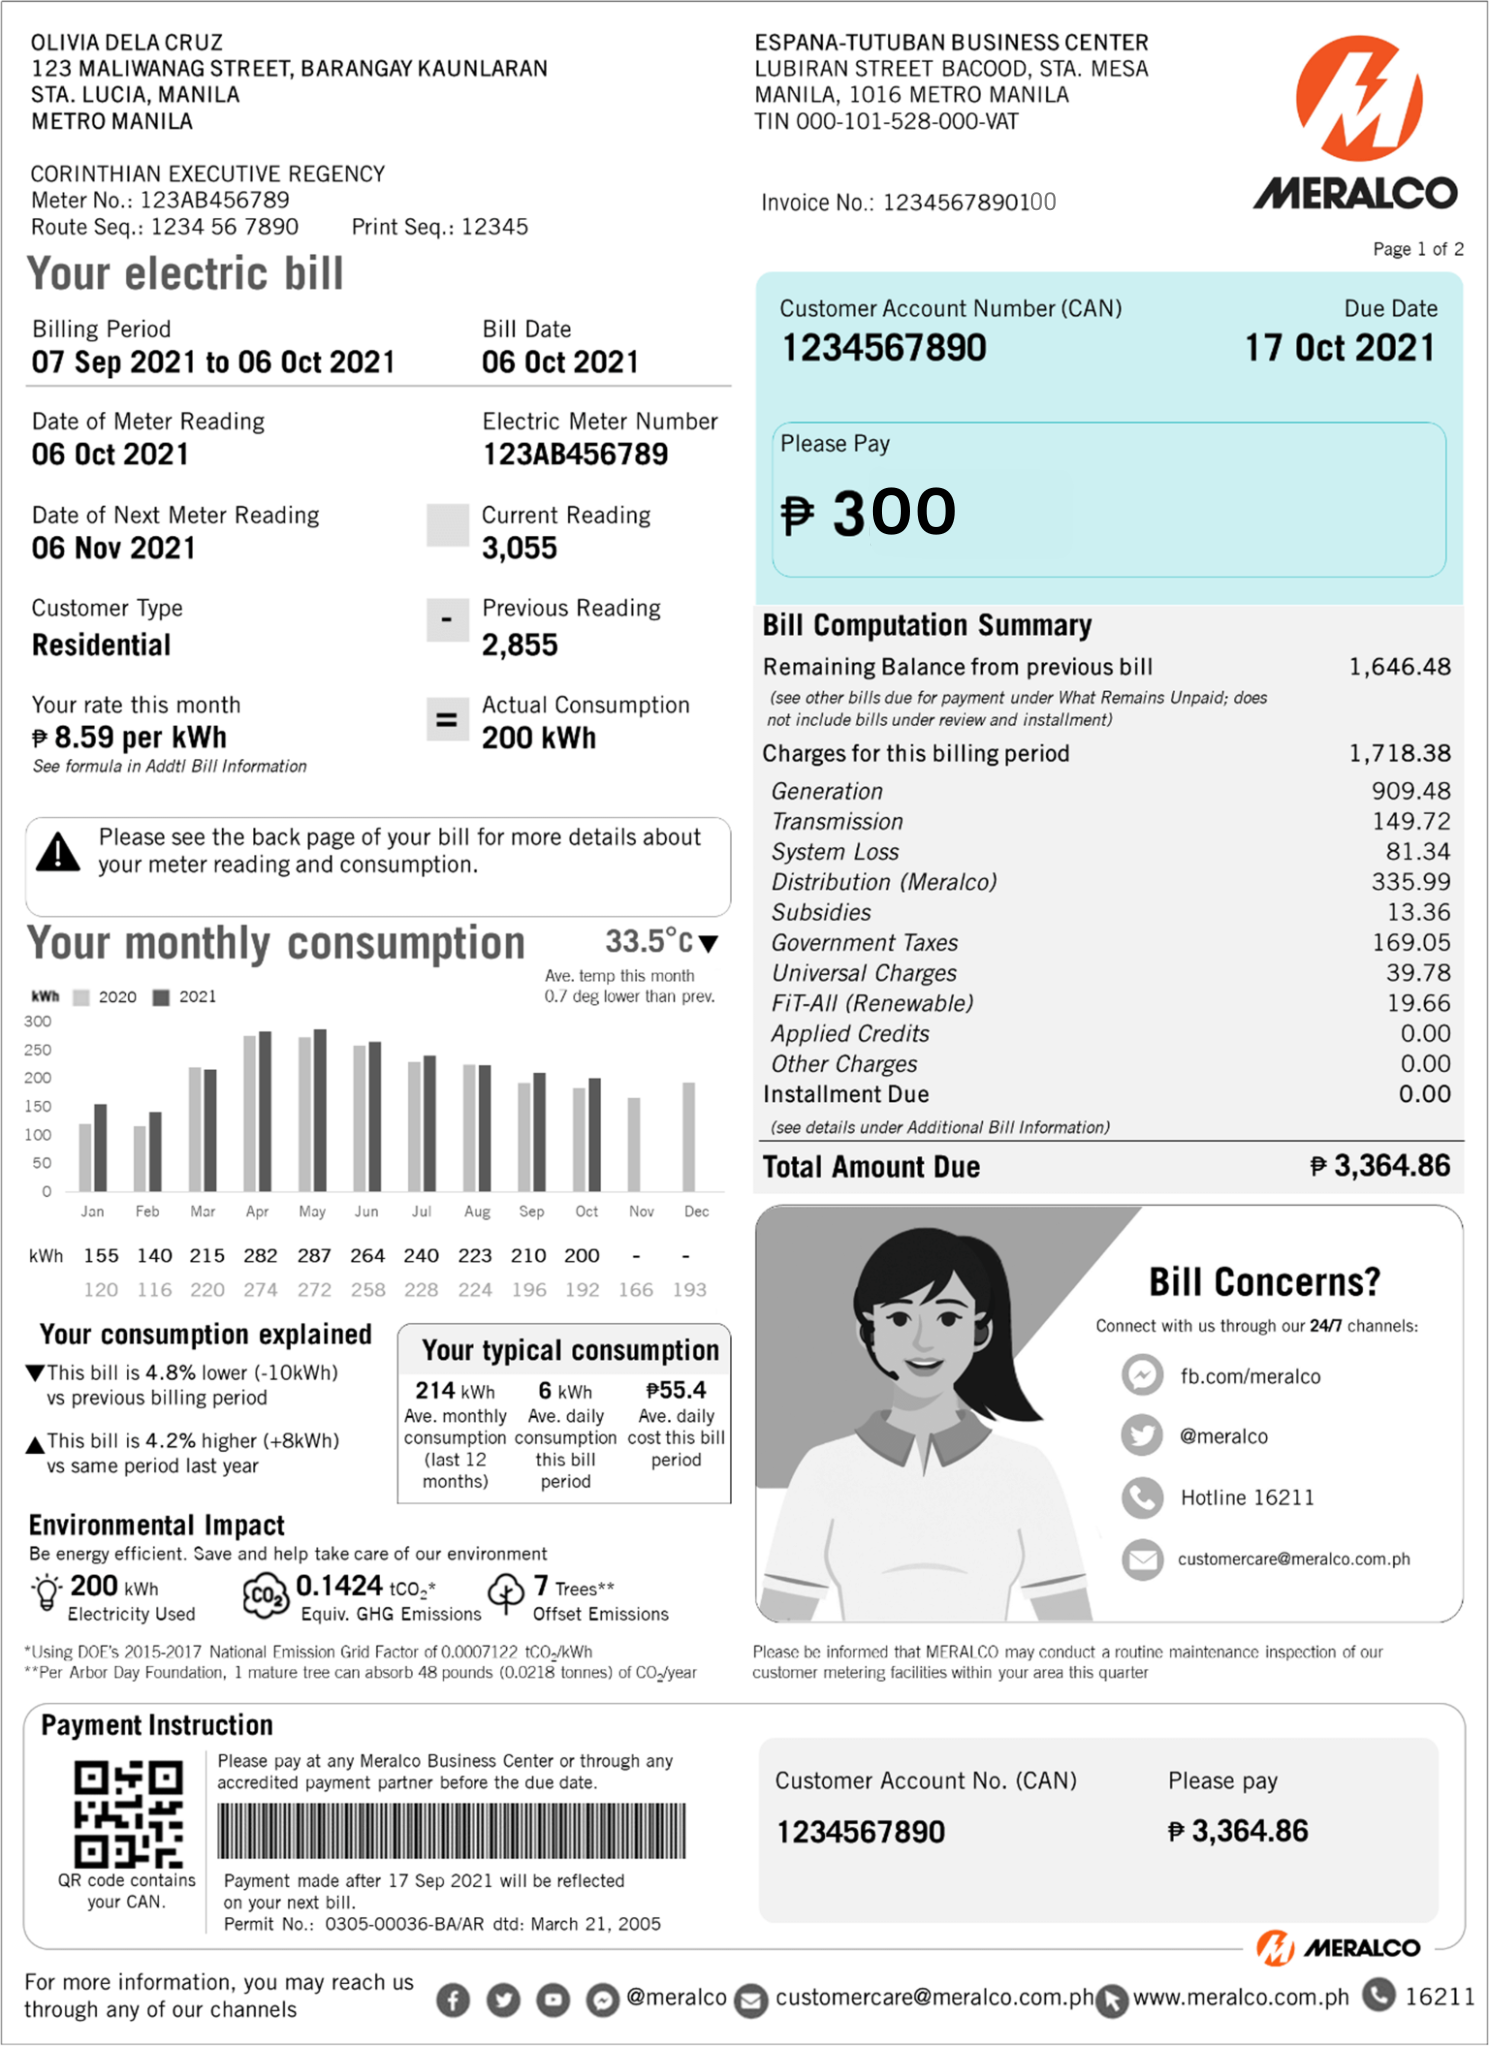 OLIVIA DELA CRUZ
123 MALIWANAG STREET, BARANGAY KAUNLARAN
STA. LUCIA, MANILA
METRO MANILA
CORINTHIAN EXECUTIVE REGENCY
Meter No.: 123AB456789
Route Seq.: 1234 56 7890 Print Seq.: 12345
ESPANA-TUTUBAN BUSINESS CENTER
LUBIRAN STREET BACOOD, STA. MESA
MANILA, 1016 METRO MANILA
TIN 000-101-528-000-VAT
Invoice No.: 1234567890100
MERALCO
Page 1 of 2
Your electric bill
Billing Period Bill Date
07 Sep 2021 to 06 Oct 2021 06 Oct 2021
Date of Meter Reading Electric Meter Number
06 Oct 2021 123AB456789
Date of Next Meter Reading Current Reading
06 Nov 2021 3,055
Customer Type - Previous Reading
Residential 2,855
Your rate this month = Actual Consumption
₱ 8.59 per kWh 200 kWh
See formula in Addtl Bill Information
Please see the back page of your bill for more details about
your meter reading and consumption.
Customer Account Number (CAN) Due Date
1234567890 17 Oct 2021
Please Pay
₱ 300
Bill Computation Summary
Remaining Balance from previous bill 1,646.48
(see other bills due for payment under What Remains Unpaid; does
not include bills under review and installment)
Charges for this billing period 1,718.38
Generation 909.48
Transmission 149.72
System Loss 81.34
Distribution (Meralco) 335.99
Subsidies 13.36
Government Taxes 169.05
Universal Charges 39.78
FiT-All (Renewable) 19.66
Applied Credits 0.00
Other Charges 0.00
Installment Due 0.00
(see details under Additional Bill Information)
Total Amount Due ₱ 3,364.86
Your monthly consumption 33.5°C▼
Ave. temp this month
0.7 deg lower than prev.
kWh 2020 2021
300
250
200
150
100
50
0
Jan Feb Mar Apr May Jun Jul Aug Sep Oct Nov Dec
kWh 155 140 215 282 287 264 240 223 210 200 - -
120 116 220 274 272 258 228 224 196 192 166 193
Your consumption explained
▼This bill is 4.8% lower (-10kWh)
vs previous billing period
▲This bill is 4.2% higher (+8kWh)
vs same period last year
Your typical consumption
214 kWh 6 kWh ₱55.4
Ave. monthly Ave. daily Ave. daily
consumption consumption cost this bill
(last 12 this bill period
months) period
Environmental Impact
Be energy efficient. Save and help take care of our environment
200 kWh CO₂ 0.1424 tCO₂* 7 Trees**
Electricity Used Equiv. GHG Emissions Offset Emissions
*Using DOE's 2015-2017 National Emission Grid Factor of 0.0007122 tCO₂/kWh
**Per Arbor Day Foundation, 1 mature tree can absorb 48 pounds (0.0218 tonnes) of CO₂/year
Bill Concerns?
Connect with us through our 24/7 channels:
fb.com/meralco
@meralco
Hotline 16211
customercare@meralco.com.ph
Please be informed that MERALCO may conduct a routine maintenance inspection of our
customer metering facilities within your area this quarter
Payment Instruction
Please pay at any Meralco Business Center or through any
accredited payment partner before the due date.
QR code contains
your CAN.
Payment made after 17 Sep 2021 will be reflected
on your next bill.
Permit No.: 0305-00036-BA/AR dtd: March 21, 2005
Customer Account No. (CAN) Please pay
1234567890 ₱ 3,364.86
MERALCO
For more information, you may reach us
through any of our channels
@meralco customercare@meralco.com.ph www.meralco.com.ph 16211